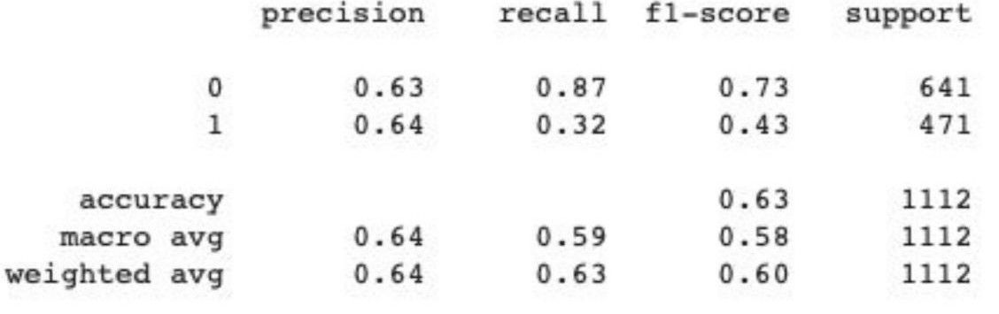 precision recall f1-score support
0 0.63 0.87 0.73 641
1 0.64 0.32 0.43 471
accuracy 0.63 1112
macro avg 0.64 0.59 0.58 1112
weighted avg 0.64 0.63 0.60 1112